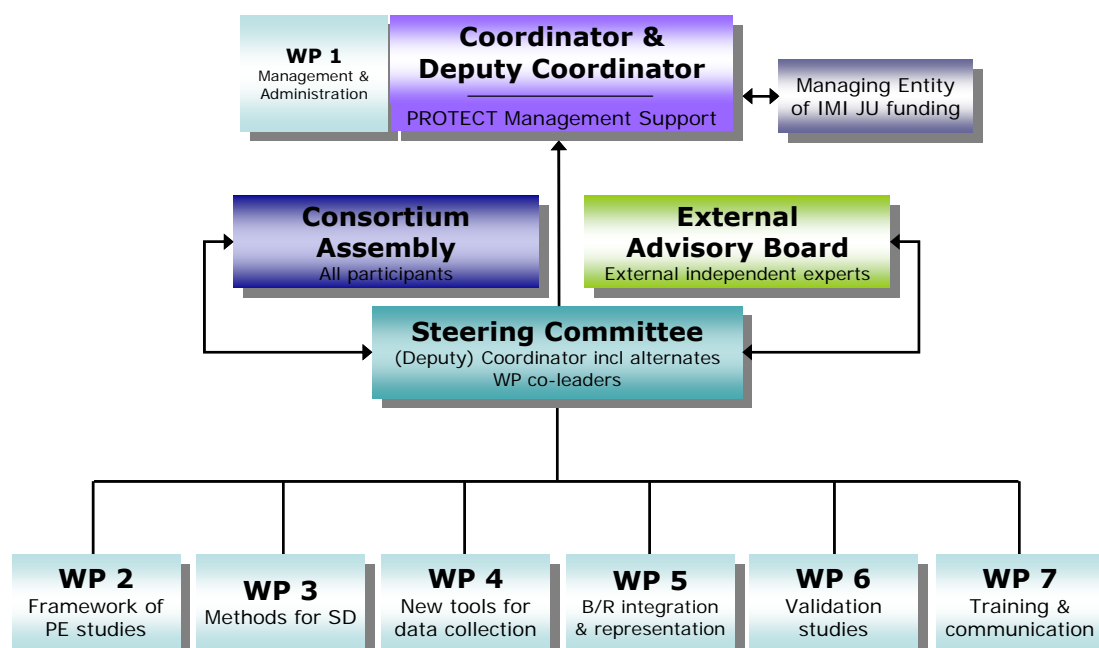 WP 1
Management &
Administration
Coordinator &
Deputy Coordinator
PROTECT Management Support
Managing Entity
of IMI JU funding
Consortium
Assembly
All participants
External
Advisory Board
External independent experts
Steering Committee
(Deputy) Coordinator incl alternates
WP co-leaders
WP 2
Framework of
PE studies
WP 3
Methods for SD
WP 4
New tools for
data collection
WP 5
B/R integration
& representation
WP 6
Validation
studies
WP 7
Training &
communication